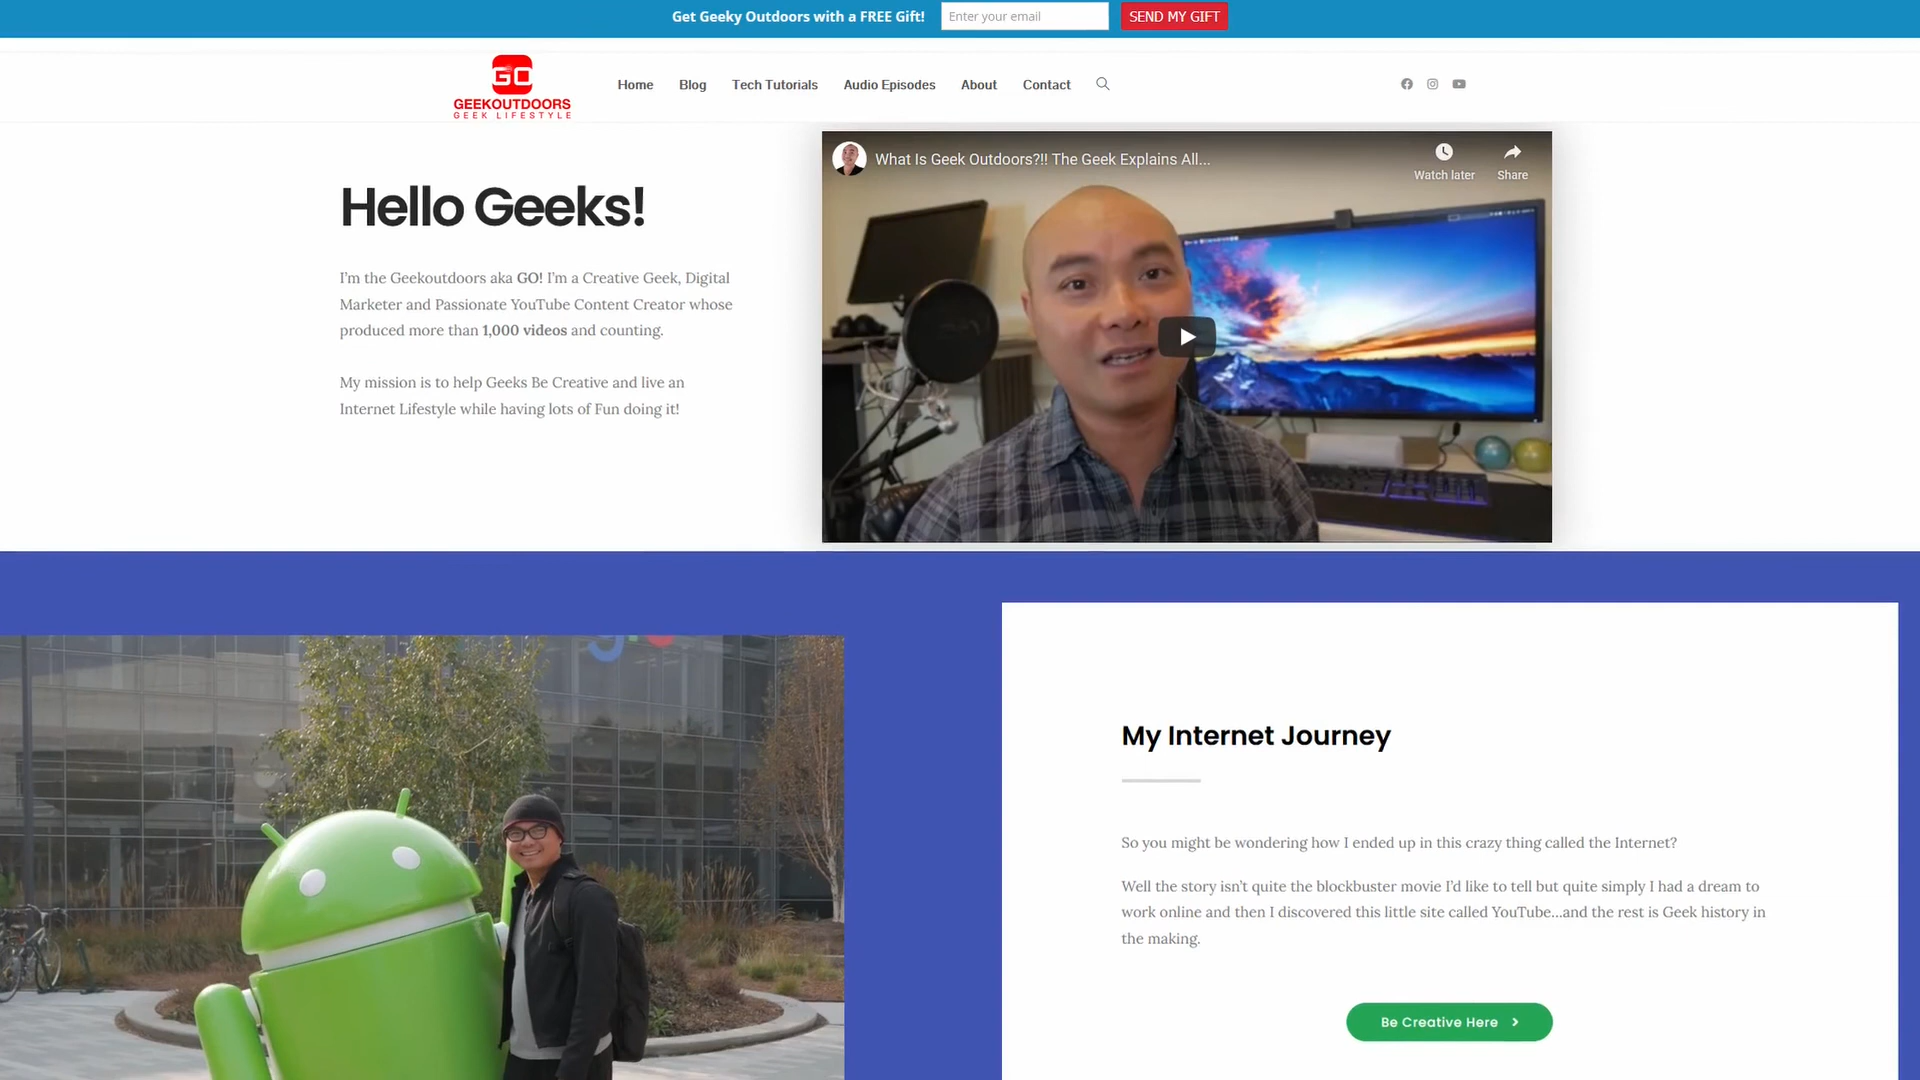 Get Geeky Outdoors with a FREE Gift!
Enter your email
SEND MY GIFT
GO
GEEKOUTDOORS
GEEK LIFESTYLE
Home
Blog
Tech Tutorials
Audio Episodes
About
Contact
What Is Geek Outdoors?!! The Geek Explains All...
Watch later
Share
Hello Geeks!
I'm the Geekoutdoors aka GO! I'm a Creative Geek, Digital
Marketer and Passionate YouTube Content Creator whose
produced more than 1,000 videos and counting.
My mission is to help Geeks Be Creative and live an
Internet Lifestyle while having lots of Fun doing it!
My Internet Journey
So you might be wondering how I ended up in this crazy thing called the Internet?
Well the story isn't quite the blockbuster movie I'd like to tell but quite simply I had a dream to
work online and then I discovered this little site called YouTube...and the rest is Geek history in
the making.
Be Creative Here